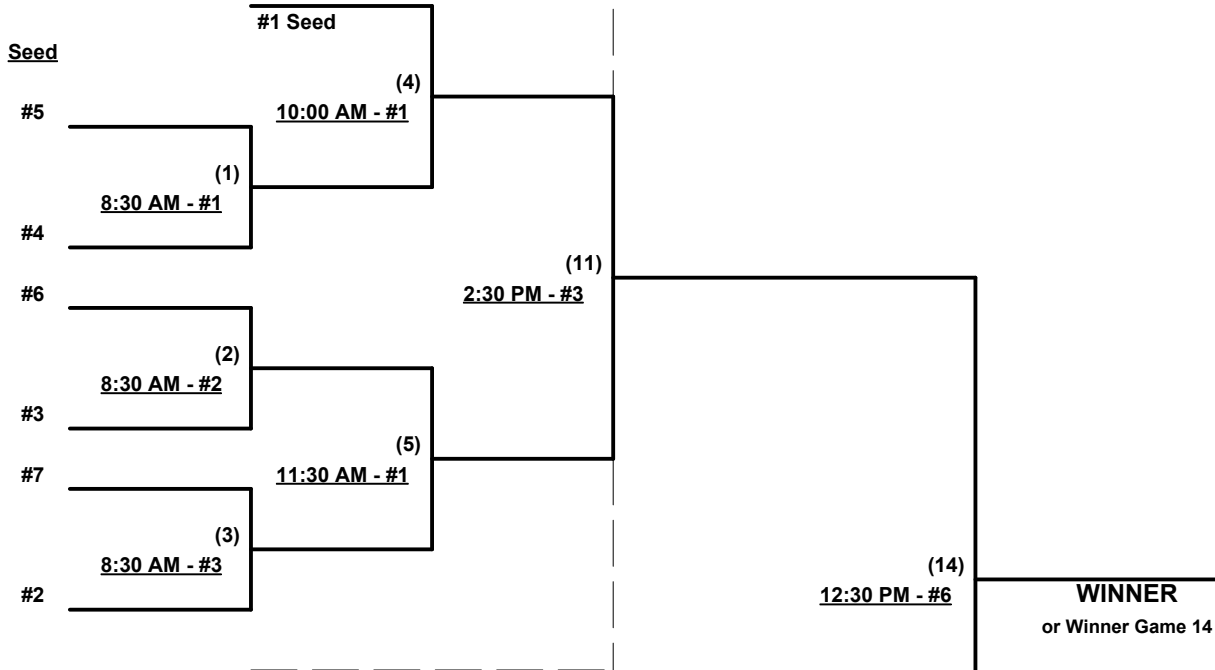 #1 Seed
Seed
(4)
10:00 AM - #1
#5
(1)
8:30 AM - #1
#4
(11)
2:30 PM - #3
#6
(2)
8:30 AM - #2
#3
(5)
11:30 AM - #1
#7
(3)
8:30 AM - #3
#2
(14)
12:30 PM - #6
WINNER
or Winner Game 14